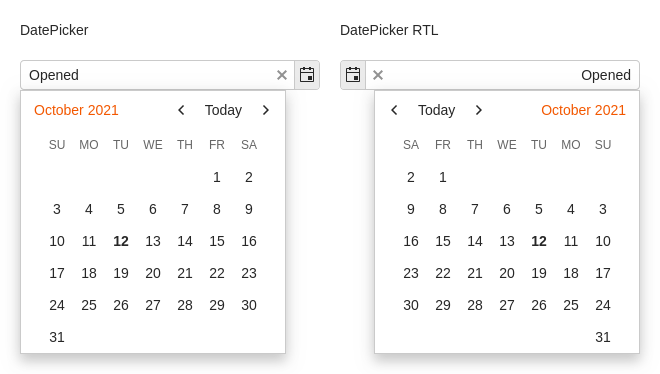 DatePicker
Opened
October 2021 Today
SU MO TU WE TH FR SA
1 2
3 4 5 6 7 8 9
10 11 12 13 14 15 16
17 18 19 20 21 22 23
24 25 26 27 28 29 30
31
DatePicker RTL
Opened
Today October 2021
SA FR TH WE TU MO SU
2 1
9 8 7 6 5 4 3
16 15 14 13 12 11 10
23 22 21 20 19 18 17
30 29 28 27 26 25 24
31